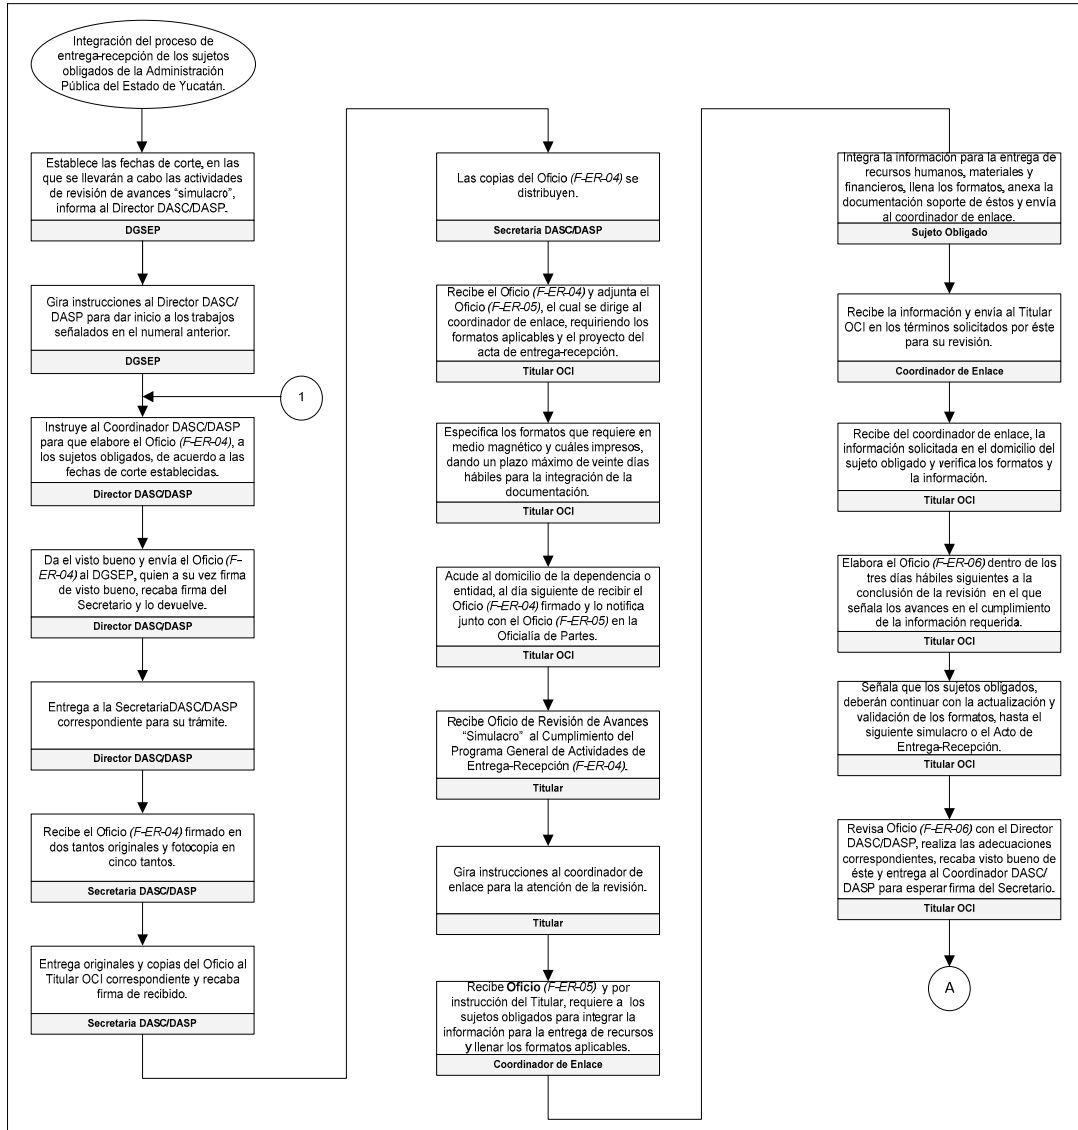 Integración del proceso de
entrega-recepción de los sujetos
obligados de la Administración
Pública del Estado de Yucatán.
Establece las fechas de corte, en las
que se llevarán a cabo las actividades
de revisión de avances “simulacro”,
informa al Director DASC/DASP.
DGSEP
Gira instrucciones al Director DASC/
DASP para dar inicio a los trabajos
señalados en el numeral anterior.
DGSEP
1
Instruye al Coordinador DASC/DASP
para que elabore el Oficio (F-ER-04), a
los sujetos obligados, de acuerdo a las
fechas de corte establecidas.
Director DASC/DASP
Da el visto bueno y envía el Oficio (F-
ER-04) al DGSEP, quien a su vez firma
de visto bueno, recaba firma del
Secretario y lo devuelve.
Director DASC/DASP
Entrega a la SecretariaDASC/DASP
correspondiente para su trámite.
Director DASC/DASP
Recibe el Oficio (F-ER-04) firmado en
dos tantos originales y fotocopia en
cinco tantos.
Secretaria DASC/DASP
Entrega originales y copias del Oficio al
Titular OCI correspondiente y recaba
firma de recibido.
Secretaria DASC/DASP
Las copias del Oficio (F-ER-04) se
distribuyen.
Secretaria DASC/DASP
Recibe el Oficio (F-ER-04) y adjunta el
Oficio (F-ER-05), el cual se dirige al
coordinador de enlace, requiriendo los
formatos aplicables y el proyecto del
acta de entrega-recepción.
Titular OCI
Especifica los formatos que requiere en
medio magnético y cuáles impresos,
dando un plazo máximo de veinte días
hábiles para la integración de la
documentación.
Titular OCI
Acude al domicilio de la dependencia o
entidad, al día siguiente de recibir el
Oficio (F-ER-04) firmado y lo notifica
junto con el Oficio (F-ER-05) en la
Oficialía de Partes.
Titular OCI
Recibe Oficio de Revisión de Avances
“Simulacro” al Cumplimiento del
Programa General de Actividades de
Entrega-Recepción (F-ER-04).
Titular
Gira instrucciones al coordinador de
enlace para la atención de la revisión.
Titular
Recibe Oficio (F-ER-05) y por
instrucción del Titular, requiere a los
sujetos obligados para integrar la
información para la entrega de recursos
y llenar los formatos aplicables.
Coordinador de Enlace
Integra la información para la entrega de
recursos humanos, materiales y
financieros, llena los formatos, anexa la
documentación soporte de éstos y envía
al coordinador de enlace.
Sujeto Obligado
Recibe la información y envía al Titular
OCI en los términos solicitados por éste
para su revisión.
Coordinador de Enlace
Recibe del coordinador de enlace, la
información solicitada en el domicilio del
sujeto obligado y verifica los formatos y
la información.
Titular OCI
Elabora el Oficio (F-ER-06) dentro de los
tres días hábiles siguientes a la
conclusión de la revisión en el que
señala los avances en el cumplimiento
de la información requerida.
Titular OCI
Señala que los sujetos obligados,
deberán continuar con la actualización y
validación de los formatos, hasta el
siguiente simulacro o el Acto de
Entrega-Recepción.
Titular OCI
Revisa Oficio (F-ER-06) con el Director
DASC/DASP, realiza las adecuaciones
correspondientes, recaba visto bueno de
éste y entrega al Coordinador DASC/
DASP para esperar firma del Secretario.
Titular OCI
A